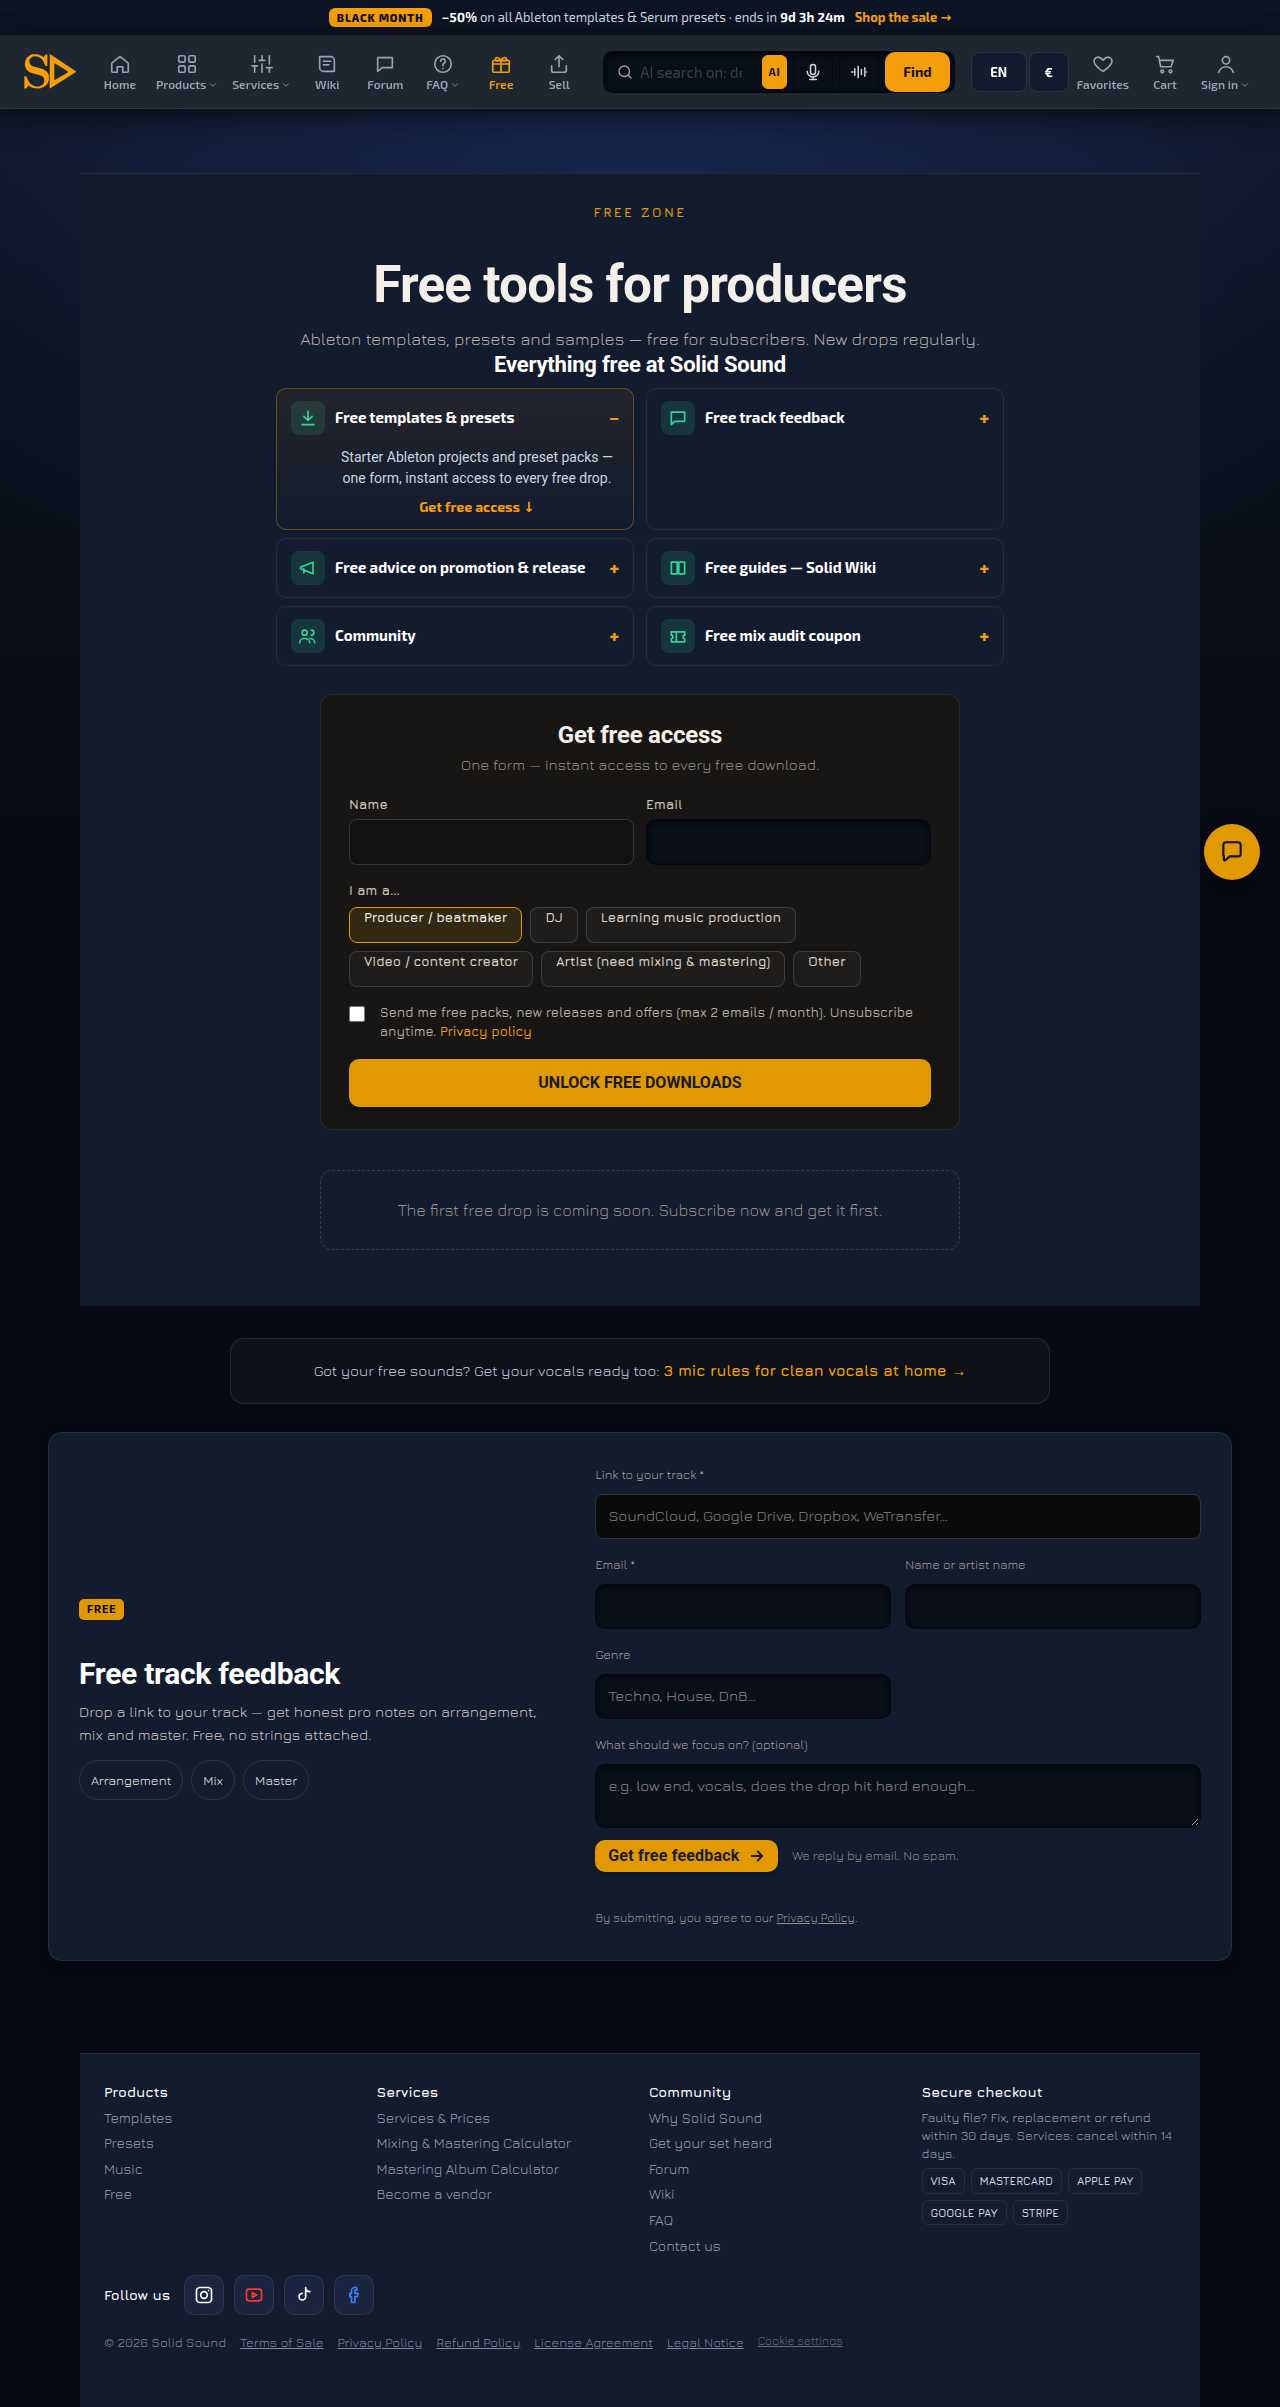 BLACK MONTH −50% on all Ableton templates & Serum presets · ends in 9d 3h 24m Shop the sale →
Home Products Services Wiki Forum FAQ Free Sell
AI search on: dr AI Find EN € Favorites Cart Sign in
FREE ZONE
Free tools for producers
Ableton templates, presets and samples — free for subscribers. New drops regularly.
Everything free at Solid Sound
Free templates & presets −
Starter Ableton projects and preset packs —
one form, instant access to every free drop.
Get free access ↓
Free track feedback +
Free advice on promotion & release +
Free guides — Solid Wiki +
Community +
Free mix audit coupon +
Get free access
One form — instant access to every free download.
Name Email
I am a...
Producer / beatmaker DJ Learning music production
Video / content creator Artist (need mixing & mastering) Other
Send me free packs, new releases and offers (max 2 emails / month). Unsubscribe
anytime. Privacy policy
UNLOCK FREE DOWNLOADS
The first free drop is coming soon. Subscribe now and get it first.
Got your free sounds? Get your vocals ready too: 3 mic rules for clean vocals at home →
FREE
Free track feedback
Drop a link to your track — get honest pro notes on arrangement,
mix and master. Free, no strings attached.
Arrangement Mix Master
Link to your track *
SoundCloud, Google Drive, Dropbox, WeTransfer...
Email * Name or artist name
Genre
Techno, House, DnB...
What should we focus on? (optional)
e.g. low end, vocals, does the drop hit hard enough...
Get free feedback → We reply by email. No spam.
By submitting, you agree to our Privacy Policy.
Products
Templates
Presets
Music
Free
Services
Services & Prices
Mixing & Mastering Calculator
Mastering Album Calculator
Become a vendor
Community
Why Solid Sound
Get your set heard
Forum
Wiki
FAQ
Contact us
Secure checkout
Faulty file? Fix, replacement or refund
within 30 days. Services: cancel within 14
days.
VISA MASTERCARD APPLE PAY
GOOGLE PAY STRIPE
Follow us
© 2026 Solid Sound Terms of Sale Privacy Policy Refund Policy License Agreement Legal Notice Cookie settings